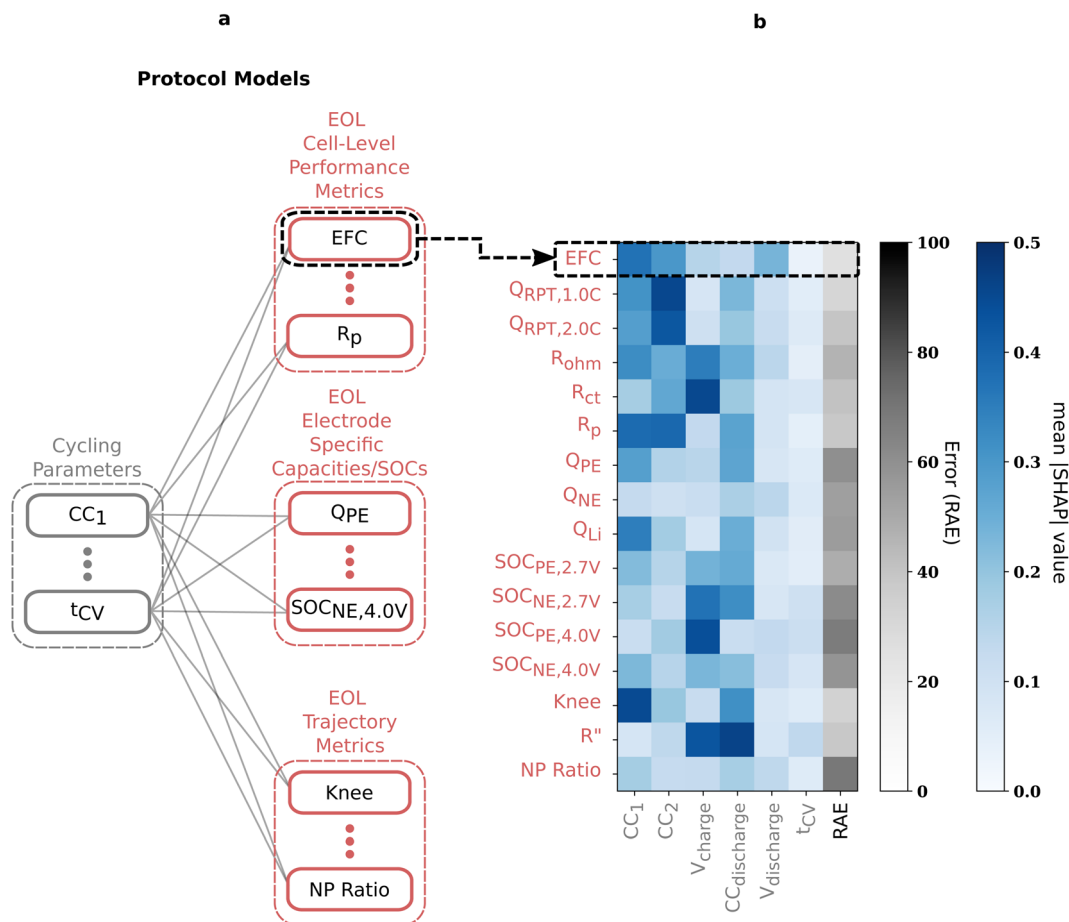 a
b
Protocol Models
EOL
Cell-Level
Performance
Metrics
EFC
Rp
EOL
Electrode
Specific
Capacities/SOCs
Cycling
Parameters
CC1
tCV
QPE
SOCNE,4.0V
EOL
Trajectory
Metrics
Knee
NP Ratio
EFC
QRPT,1.0C
QRPT,2.0C
Rohm
Rct
Rp
QPE
QNE
QLi
SOCPE,2.7V
SOCNE,2.7V
SOCPE,4.0V
SOCNE,4.0V
Knee
R"
NP Ratio
CC1
CC2
Vcharge
CCdischarge
Vdischarge
tCV
RAE
100
80
60
40
20
0
Error (RAE)
0.5
0.4
0.3
0.2
0.1
0.0
mean |SHAP| value